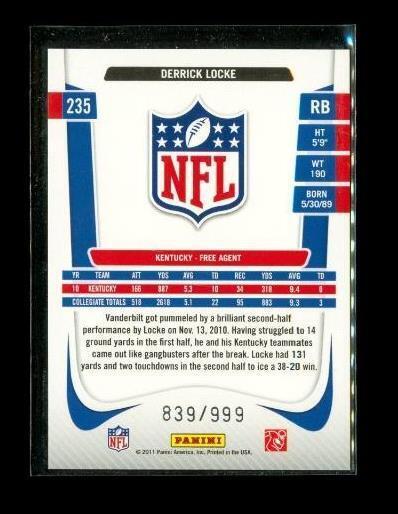 DERRICK LOCKE
235
RB
HT
5'9"
WT
190
BORN
5/30/89
NFL
KENTUCKY - FREE AGENT
YR TEAM ATT YDS AVG TD REC YDS AVG TD
10 KENTUCKY 166 887 5.3 10 34 318 9.4 0
COLLEGIATE TOTALS 518 2618 5.1 22 95 883 9.3 3
Vanderbilt got pummeled by a brilliant second-half
performance by Locke on Nov. 13, 2010. Having struggled to 14
ground yards in the first half, he and his Kentucky teammates
came out like gangbusters after the break. Locke had 131
yards and two touchdowns in the second half to ice a 38-20 win.
839/999
NFL
PANINI
© 2011 Panini America, Inc. Printed in the USA.